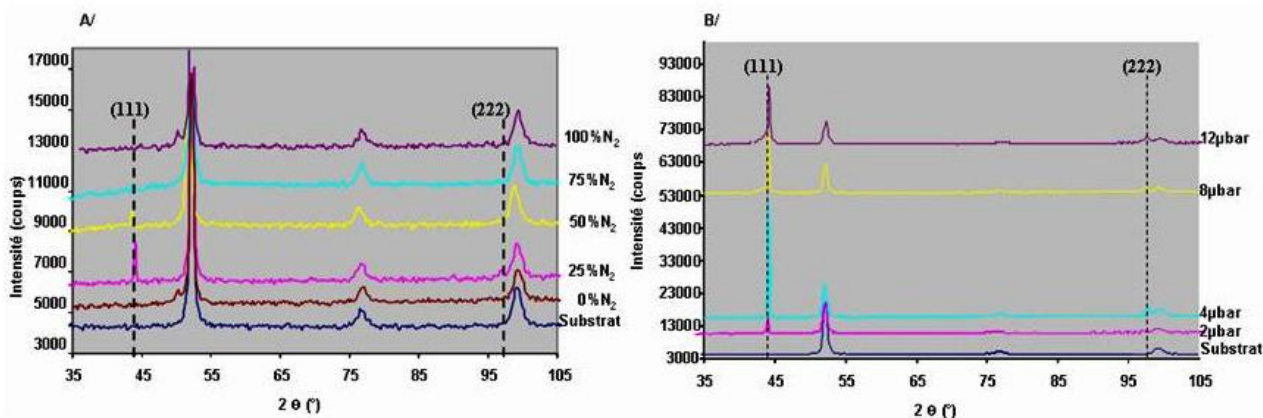 A/
Intensité (coups)
17000
15000
13000
11000
9000
7000
5000
3000
(111)
(222)
100%N₂
75%N₂
50%N₂
25%N₂
0%N₂
Substrat
35 45 55 65 75 85 95 105
2 θ (°)
B/
Intensité (coups
93000
83000
73000
63000
53000
43000
33000
23000
13000
3000
(111)
(222)
12µbar
8µbar
4µbar
2µbar
Substrat
35 45 55 65 75 85 95 105
2 θ (°)